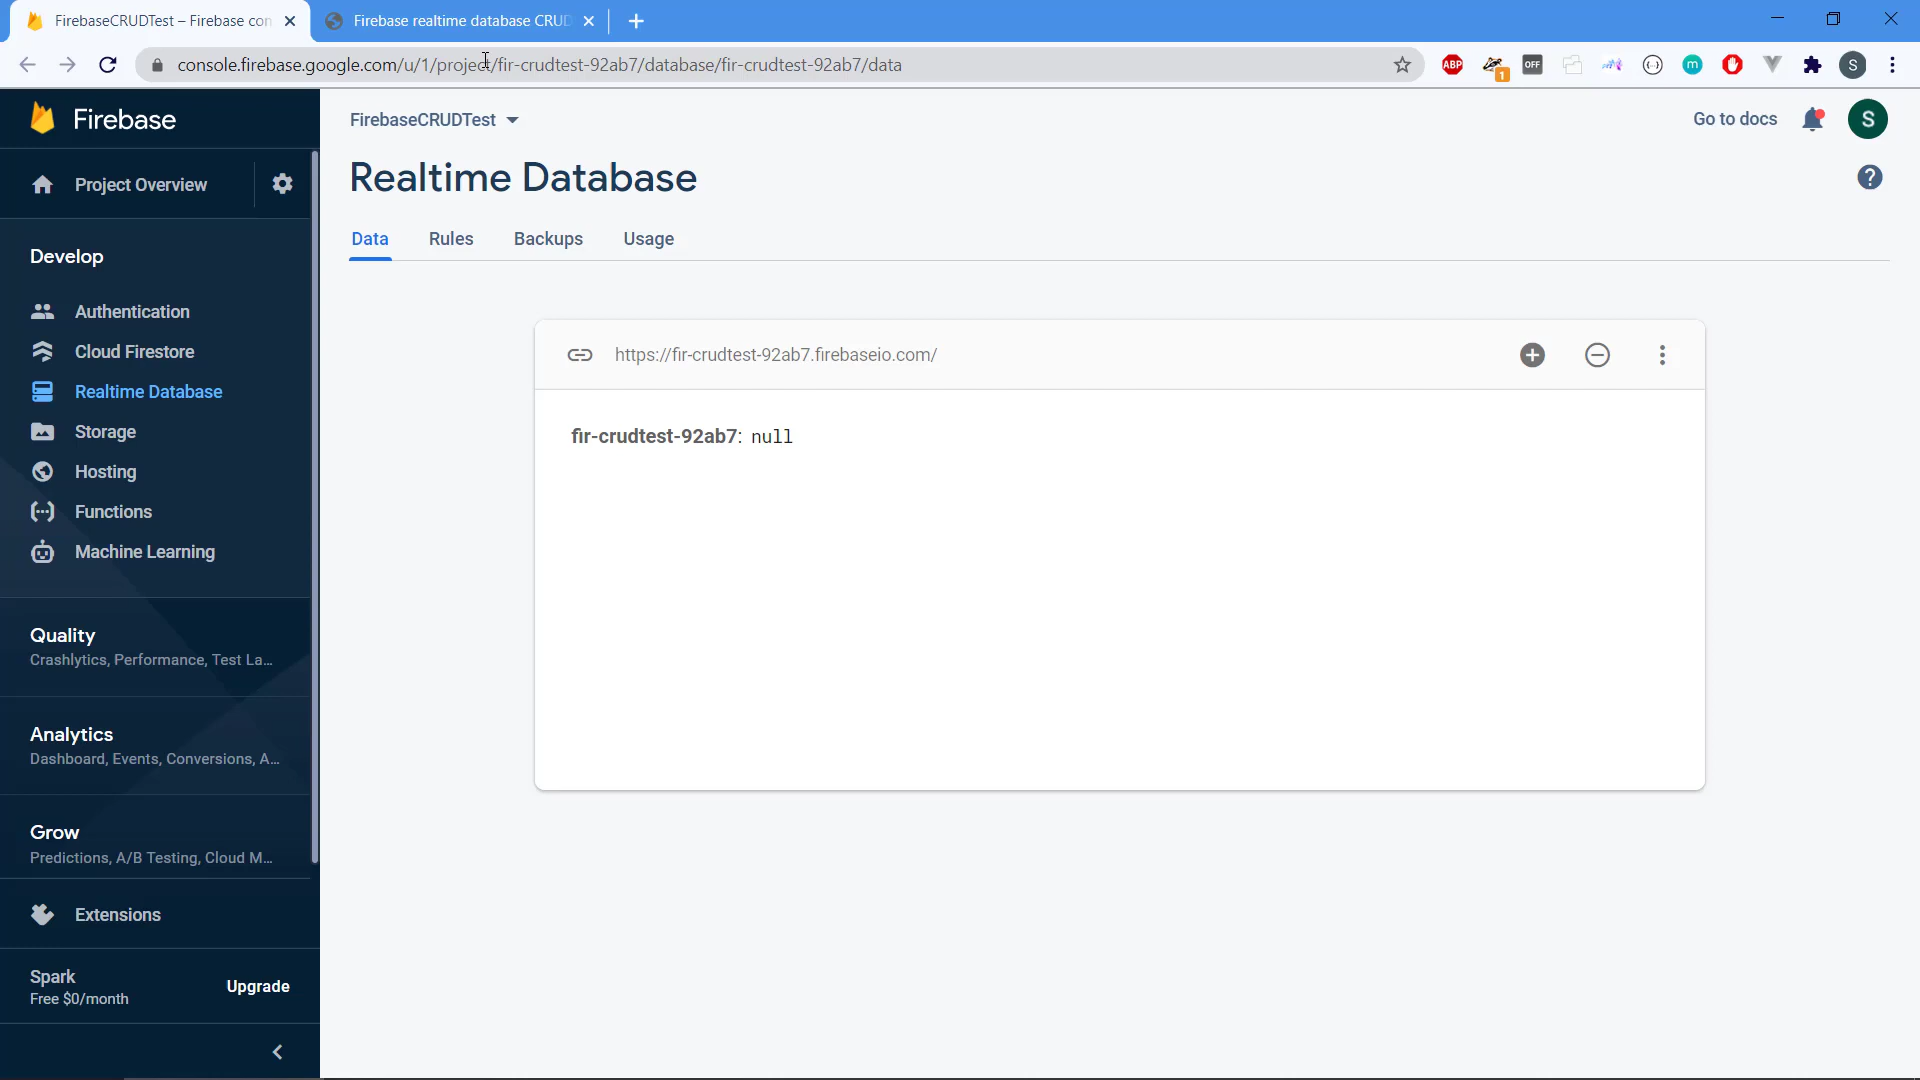 FirebaseCRUDTest – Firebase con
Firebase realtime database CRUD
console.firebase.google.com/u/1/project/fir-crudtest-92ab7/database/fir-crudtest-92ab7/data
ABP
1
OFF
m
S
Firebase
FirebaseCRUDTest
Go to docs
S
Project Overview
Realtime Database
?
Data
Rules
Backups
Usage
Develop
Authentication
Cloud Firestore
Realtime Database
Storage
Hosting
Functions
Machine Learning
https://fir-crudtest-92ab7.firebaseio.com/
fir-crudtest-92ab7: null
Quality
Crashlytics, Performance, Test La...
Analytics
Dashboard, Events, Conversions, A...
Grow
Predictions, A/B Testing, Cloud M...
Extensions
Spark
Free $0/month
Upgrade